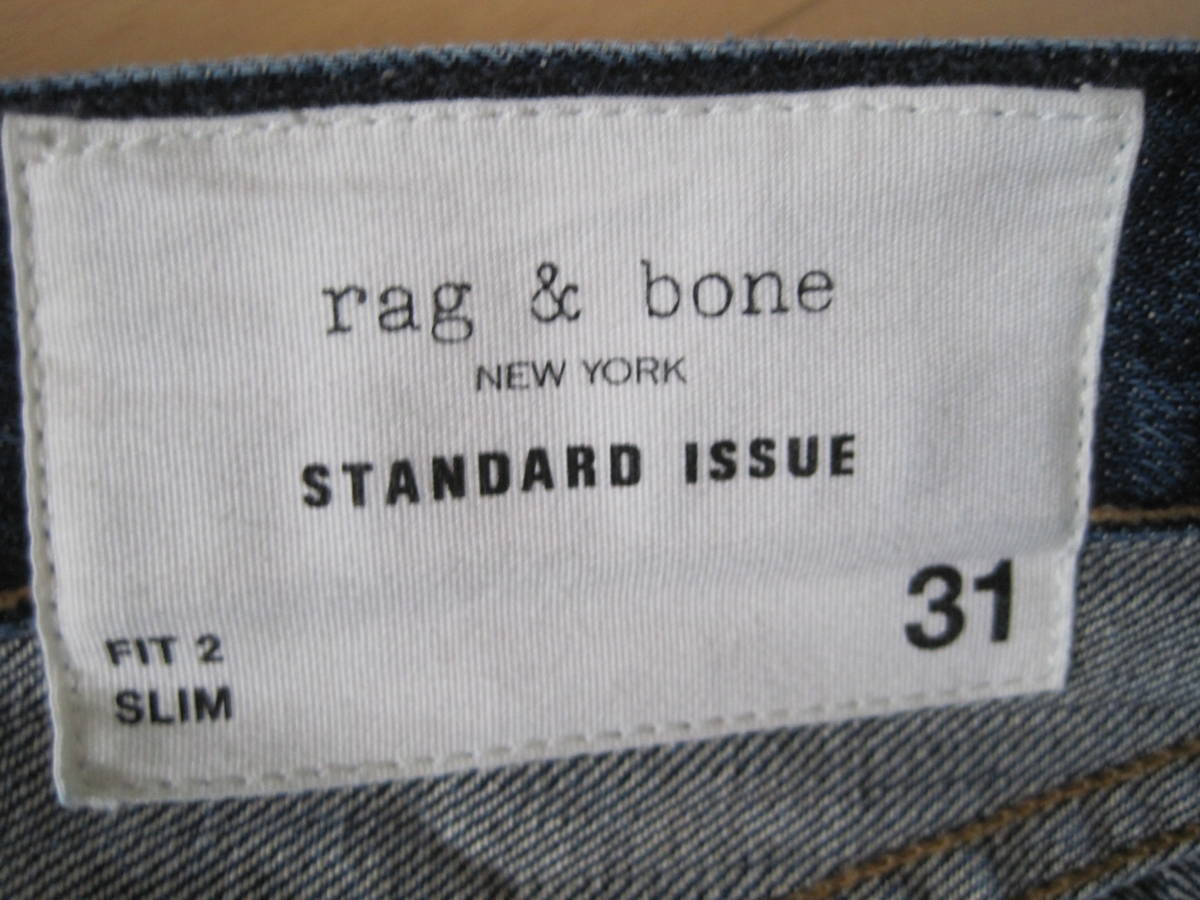 rag & bone
NEW YORK
STANDARD ISSUE
31
FIT 2
SLIM